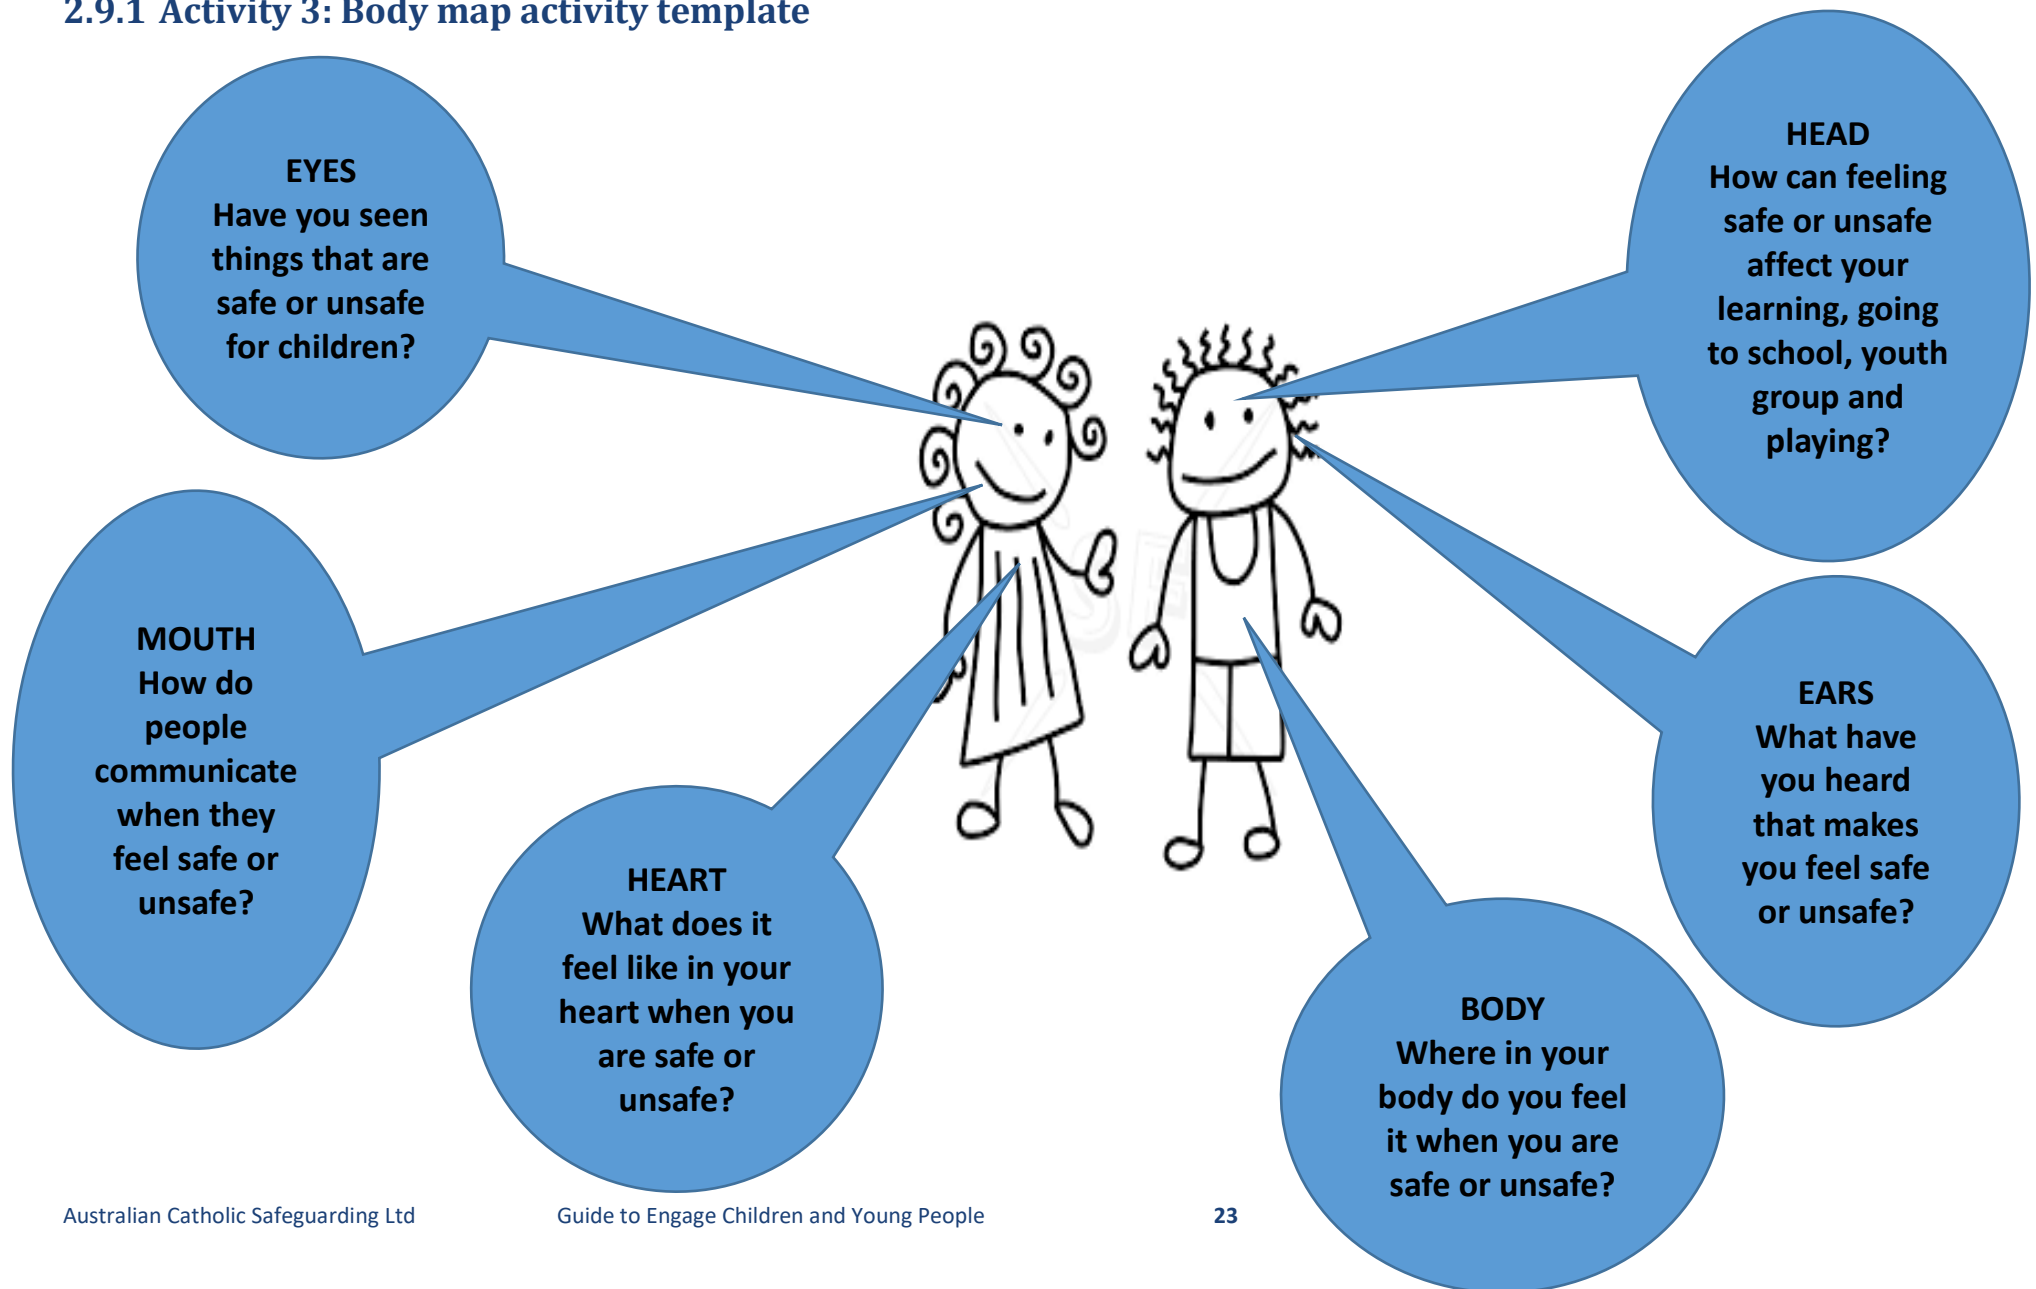 2.9.1 Activity 3: Body map activity template
EYES
Have you seen
things that are
safe or unsafe
for children?
HEAD
How can feeling
safe or unsafe
affect your
learning, going
to school, youth
group and
playing?
MOUTH
How do
people
communicate
when they
feel safe or
unsafe?
HEART
What does it
feel like in your
heart when you
are safe or
unsafe?
EARS
What have
you heard
that makes
you feel safe
or unsafe?
BODY
Where in your
body do you feel
it when you are
safe or unsafe?
Australian Catholic Safeguarding Ltd Guide to Engage Children and Young People 23